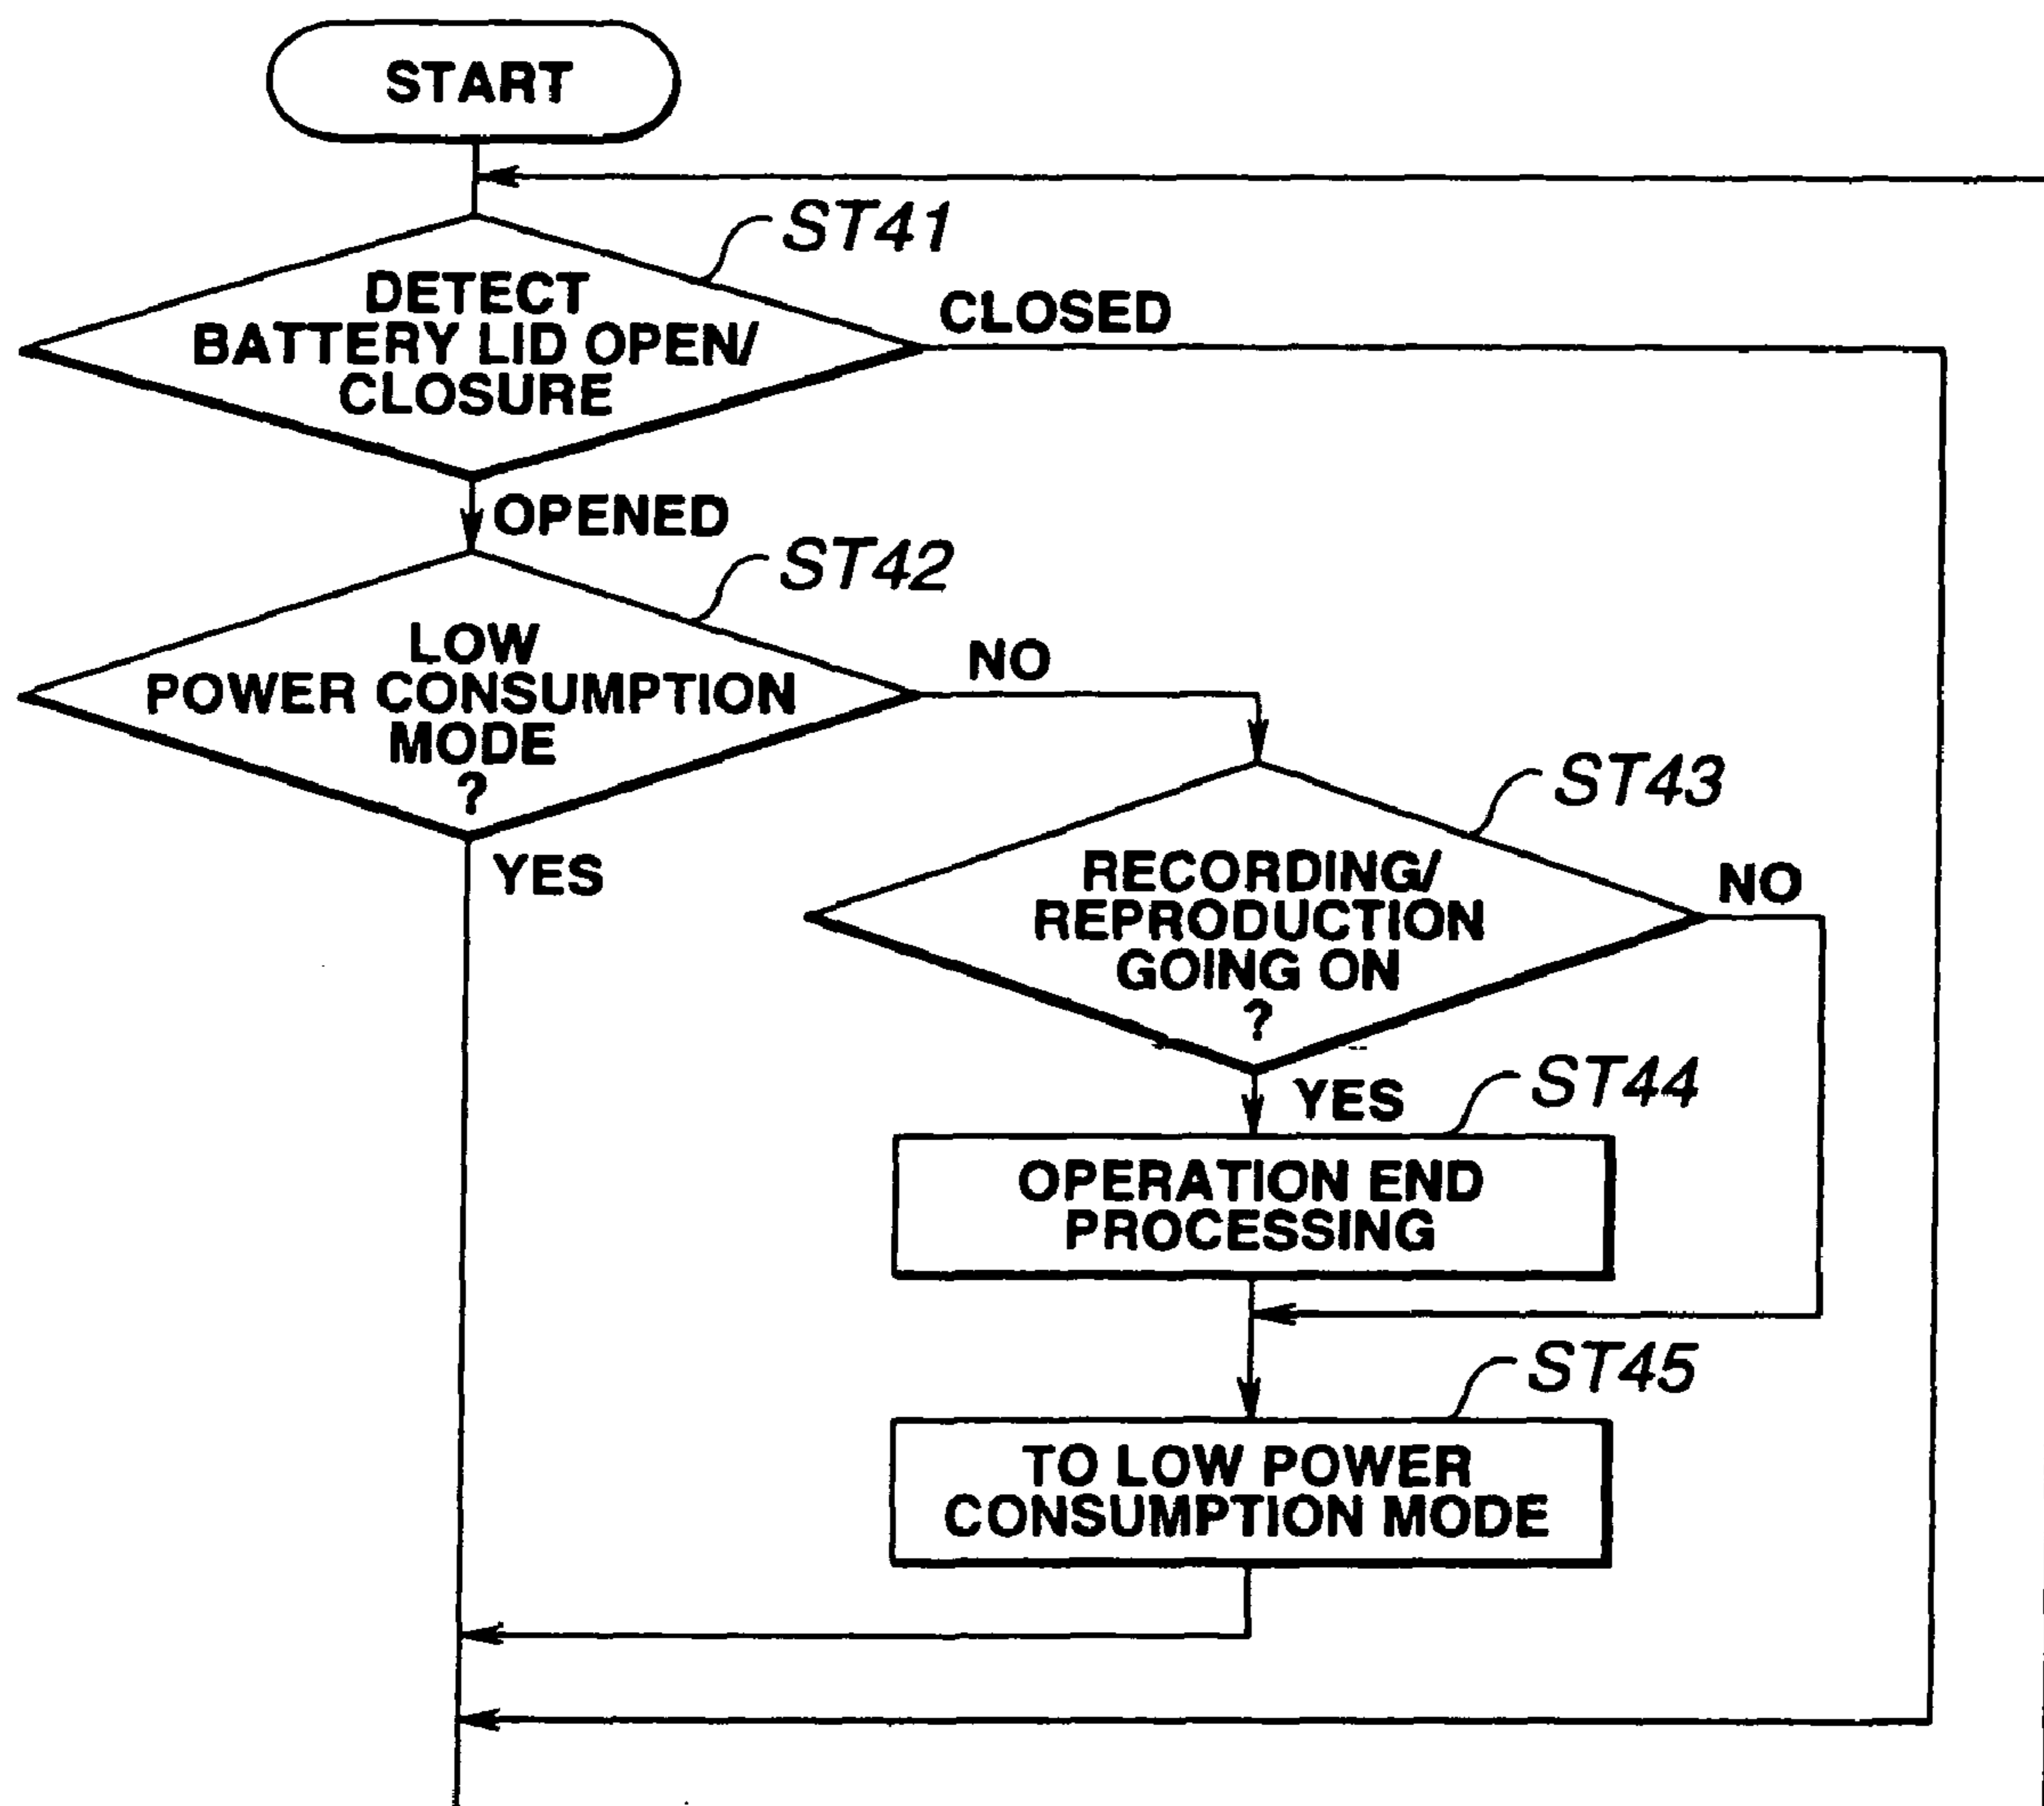 START
ST41
DETECT
BATTERY LID OPEN/
CLOSURE
CLOSED
OPENED
ST42
LOW
POWER CONSUMPTION
MODE
?
NO
YES
ST43
RECORDING/
REPRODUCTION
GOING ON
?
NO
YES
ST44
OPERATION END
PROCESSING
ST45
TO LOW POWER
CONSUMPTION MODE